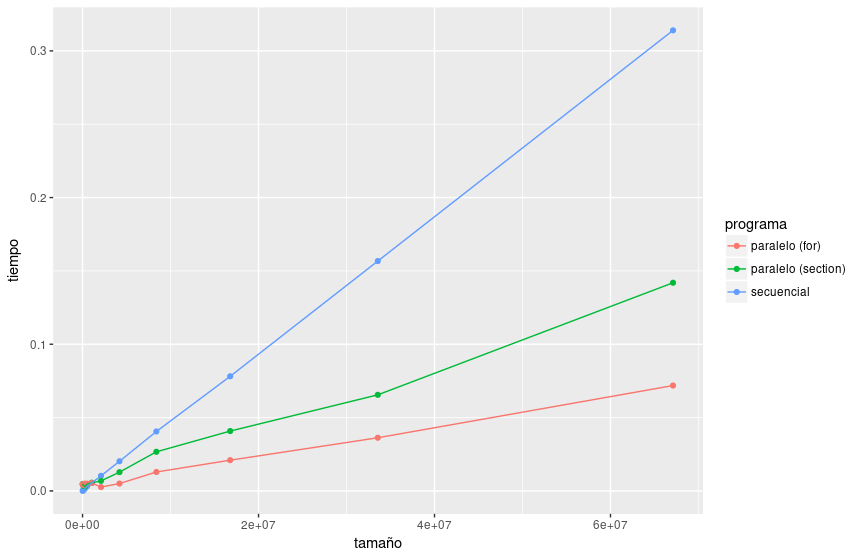 0.3
0.2
0.1
0.0
tiempo
0e+00 2e+07 4e+07 6e+07
tamaño
programa
paralelo (for)
paralelo (section)
secuencial